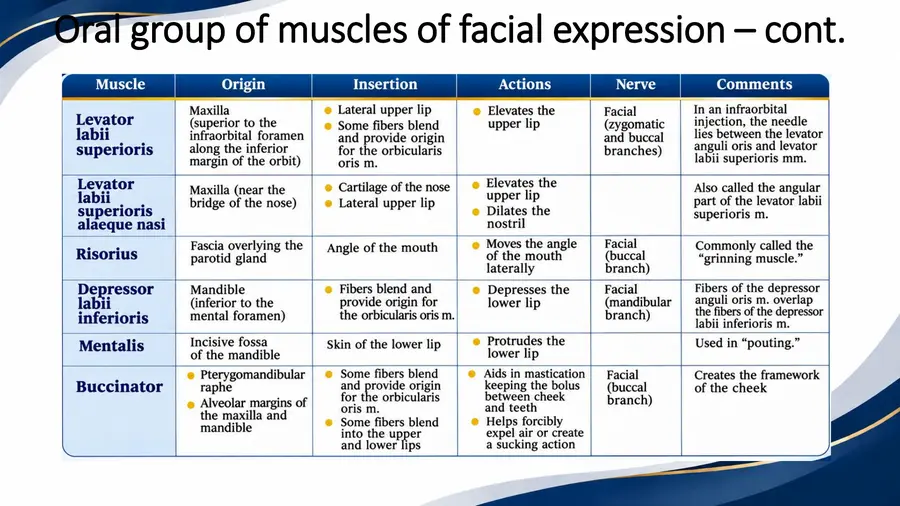 Oral group of muscles of facial expression – cont.
Muscle
Origin
Insertion
Actions
Nerve
Comments
Levator
labii
superioris
Maxilla
(superior to the
infraorbital foramen
along the inferior
margin of the orbit)
Lateral upper lip
Some fibers blend
and provide origin
for the orbicularis
oris m.
Elevates the
upper lip
Facial
(zygomatic
and buccal
branches)
In an infraorbital
injection, the needle
lies between the levator
anguli oris and levator
labii superioris mm.
Levator
labii
superioris
alaeque nasi
Maxilla (near the
bridge of the nose)
Cartilage of the nose
Lateral upper lip
Elevates the
upper lip
Dilates the
nostril
Also called the angular
part of the levator labii
superioris m.
Risorius
Fascia overlying the
parotid gland
Angle of the mouth
Moves the angle
of the mouth
laterally
Facial
(buccal
branch)
Commonly called the
“grinning muscle.”
Depressor
labii
inferioris
Mandible
(inferior to the
mental foramen)
Fibers blend and
provide origin for
the orbicularis oris m.
Depresses the
lower lip
Facial
(mandibular
branch)
Fibers of the depressor
anguli oris m. overlap
the fibers of the depressor
labii inferioris m.
Mentalis
Incisive fossa
of the mandible
Skin of the lower lip
Protrudes the
lower lip
Used in “pouting.”
Buccinator
Pterygomandibular
raphe
Alveolar margins of
the maxilla and
mandible
Some fibers blend
and provide origin
for the orbicularis
oris m.
Some fibers blend
into the upper
and lower lips
Aids in mastication
keeping the bolus
between cheek
and teeth
Helps forcibly
expel air or create
a sucking action
Facial
(buccal
branch)
Creates the framework
of the cheek